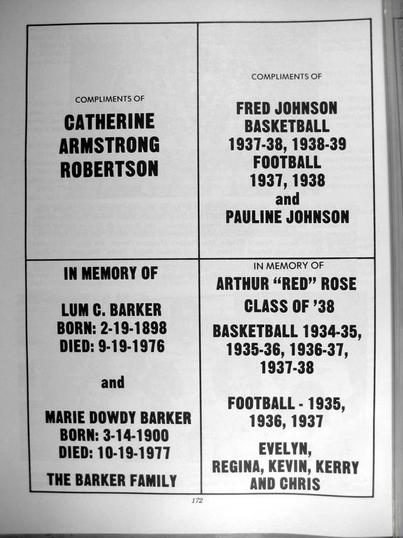 COMPLIMENTS OF
CATHERINE
ARMSTRONG
ROBERTSON
COMPLIMENTS OF
FRED JOHNSON
BASKETBALL
1937-38, 1938-39
FOOTBALL
1937, 1938
and
PAULINE JOHNSON
IN MEMORY OF
LUM C. BARKER
BORN: 2-19-1898
DIED: 9-19-1976
and
MARIE DOWDY BARKER
BORN: 3-14-1900
DIED: 10-19-1977
THE BARKER FAMILY
IN MEMORY OF
ARTHUR “RED” ROSE
CLASS OF ’38
BASKETBALL 1934-35,
1935-36, 1936-37,
1937-38
FOOTBALL - 1935,
1936, 1937
EVELYN,
REGINA, KEVIN, KERRY
AND CHRIS
172